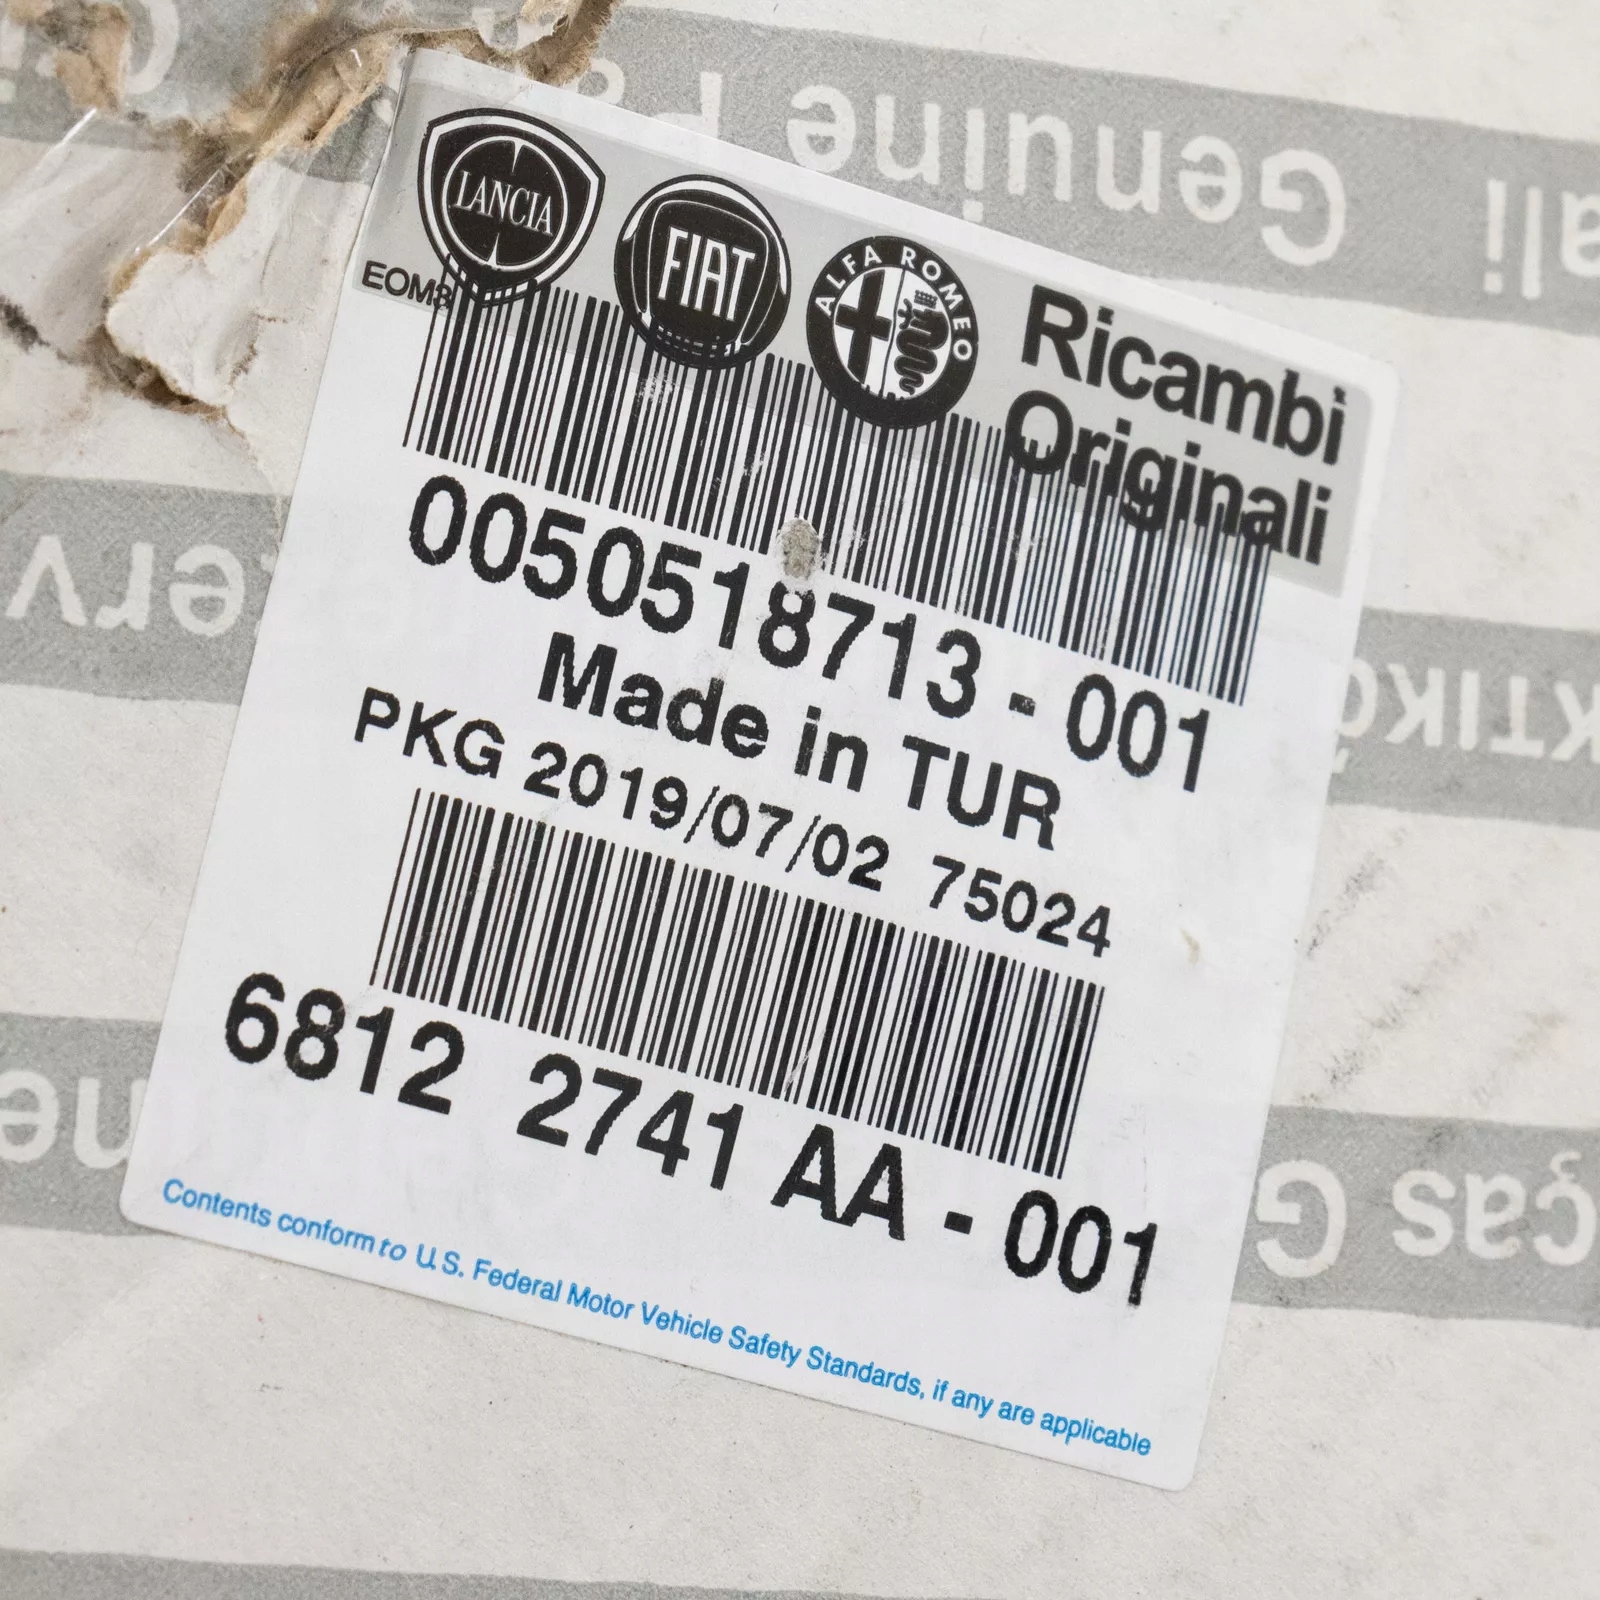 LANCIA
FIAT
ALFA ROMEO
Ricambi
Originali
EOM3
0050518713 - 001
Made in TUR
PKG 2019/07/02 75024
6812 2741 AA - 001
Contents conform to U.S. Federal Motor Vehicle Safety Standards, if any are applicable
Genuine